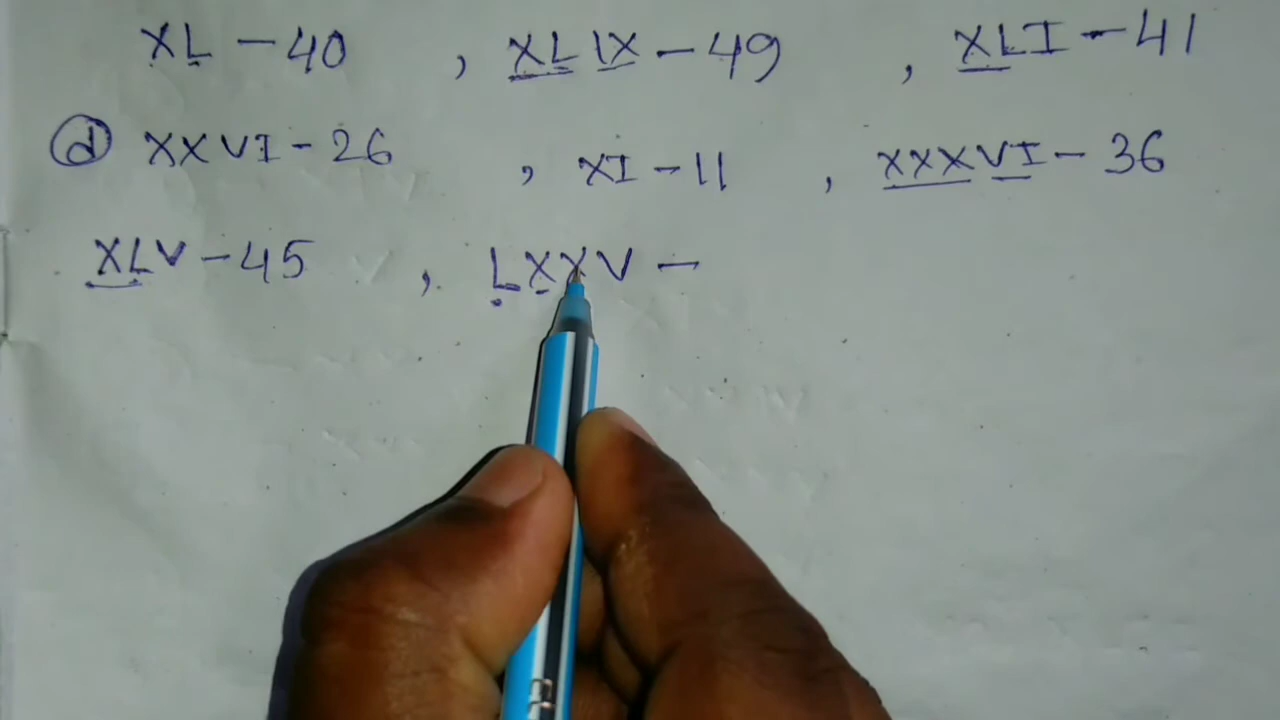 XL - 40 , XLIX - 49 , XLI - 41
(d) XXVI - 26 , XI - 11 , XXXVI - 36
XLV - 45 , LXXV -